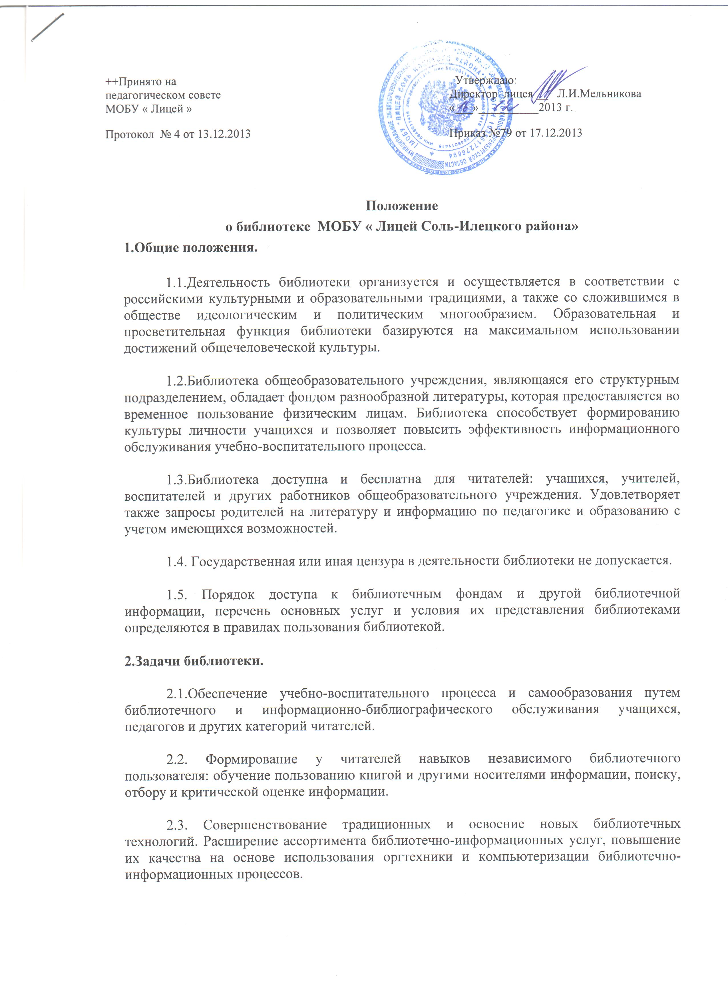 ++Принято на
педагогическом совете
МОБУ « Лицей »
Протокол  № 4 от 13.12.2013
Утверждаю:
Директор  лицея ____ Л.И.Мельникова
« 16 » 12 2013 г.
Приказ №79 от 17.12.2013
Положение
о библиотеке  МОБУ « Лицей Соль-Илецкого района»
1.Общие положения.
1.1.Деятельность библиотеки организуется и осуществляется в соответствии с
российскими культурными и образовательными традициями, а также со сложившимся в
обществе идеологическим и политическим многообразием. Образовательная и
просветительная функция библиотеки базируются на максимальном использовании
достижений общечеловеческой культуры.
1.2.Библиотека общеобразовательного учреждения, являющаяся его структурным
подразделением, обладает фондом разнообразной литературы, которая предоставляется во
временное пользование физическим лицам. Библиотека способствует формированию
культуры личности учащихся и позволяет повысить эффективность информационного
обслуживания учебно-воспитательного процесса.
1.3.Библиотека доступна и бесплатна для читателей: учащихся, учителей,
воспитателей и других работников общеобразовательного учреждения. Удовлетворяет
также запросы родителей на литературу и информацию по педагогике и образованию с
учетом имеющихся возможностей.
1.4. Государственная или иная цензура в деятельности библиотеки не допускается.
1.5. Порядок доступа к библиотечным фондам и другой библиотечной
информации, перечень основных услуг и условия их представления библиотеками
определяются в правилах пользования библиотекой.
2.Задачи библиотеки.
2.1.Обеспечение учебно-воспитательного процесса и самообразования путем
библиотечного и информационно-библиографического обслуживания учащихся,
педагогов и других категорий читателей.
2.2. Формирование у читателей навыков независимого библиотечного
пользователя: обучение пользованию книгой и другими носителями информации, поиску,
отбору и критической оценке информации.
2.3. Совершенствование традиционных и освоение новых библиотечных
технологий. Расширение ассортимента библиотечно-информационных услуг, повышение
их качества на основе использования оргтехники и компьютеризации библиотечно-
информационных процессов.